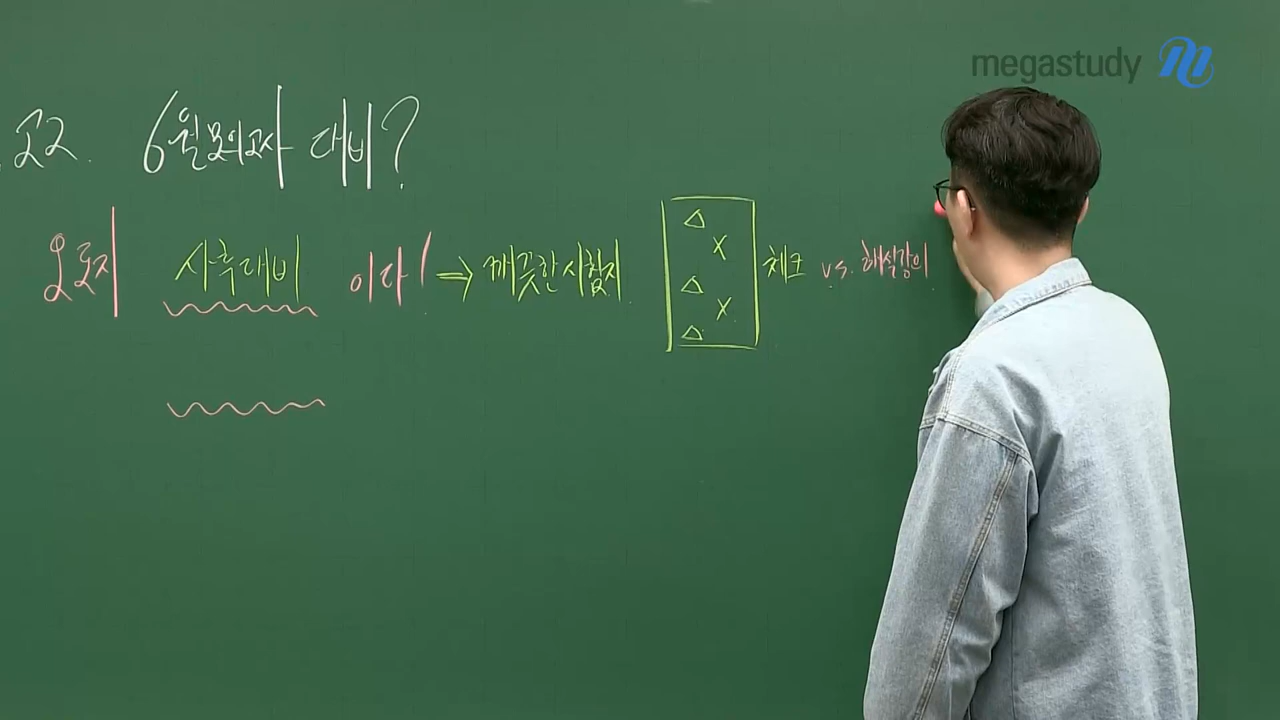 megastudy
고2. 6월 모의고사 대비?
오로지 사후대비 이다! ⇒ 깨끗한 시험지. △ X △ X △ 체크 vs. 해설강의